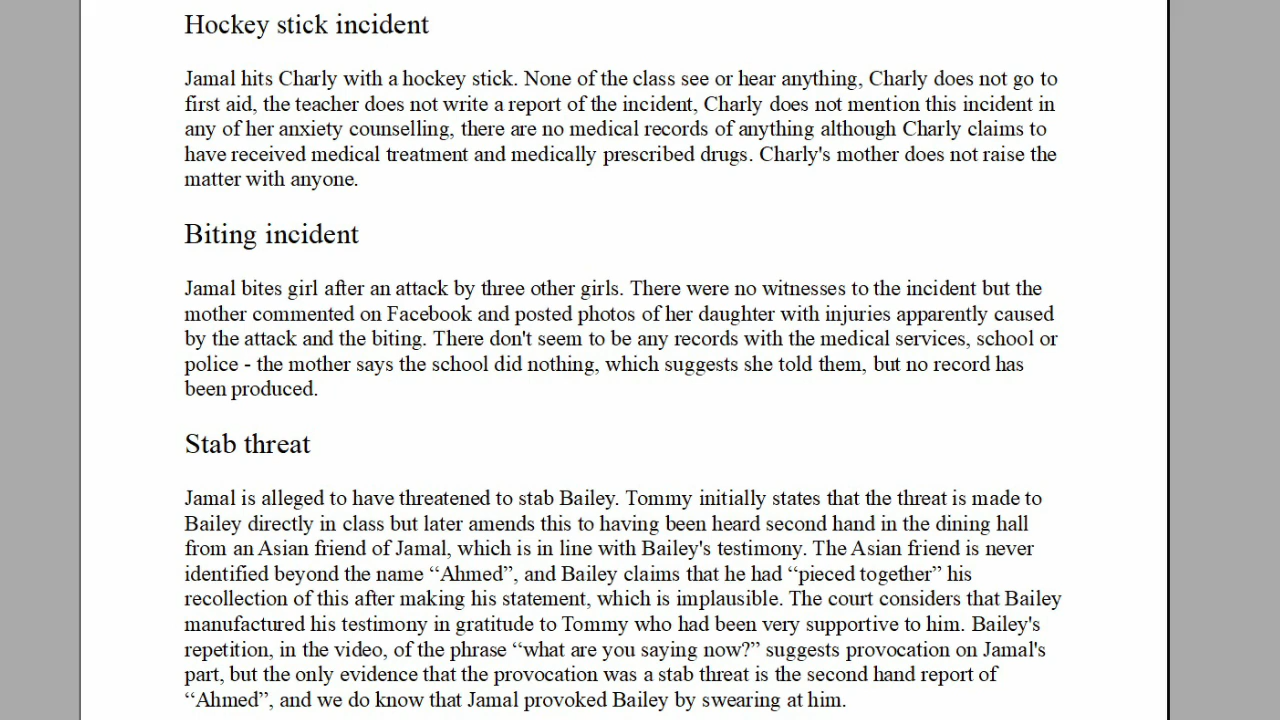 Hockey stick incident
Jamal hits Charly with a hockey stick. None of the class see or hear anything, Charly does not go to
first aid, the teacher does not write a report of the incident, Charly does not mention this incident in
any of her anxiety counselling, there are no medical records of anything although Charly claims to
have received medical treatment and medically prescribed drugs. Charly's mother does not raise the
matter with anyone.
Biting incident
Jamal bites girl after an attack by three other girls. There were no witnesses to the incident but the
mother commented on Facebook and posted photos of her daughter with injuries apparently caused
by the attack and the biting. There don't seem to be any records with the medical services, school or
police - the mother says the school did nothing, which suggests she told them, but no record has
been produced.
Stab threat
Jamal is alleged to have threatened to stab Bailey. Tommy initially states that the threat is made to
Bailey directly in class but later amends this to having been heard second hand in the dining hall
from an Asian friend of Jamal, which is in line with Bailey's testimony. The Asian friend is never
identified beyond the name “Ahmed”, and Bailey claims that he had “pieced together” his
recollection of this after making his statement, which is implausible. The court considers that Bailey
manufactured his testimony in gratitude to Tommy who had been very supportive to him. Bailey's
repetition, in the video, of the phrase “what are you saying now?” suggests provocation on Jamal's
part, but the only evidence that the provocation was a stab threat is the second hand report of
“Ahmed”, and we do know that Jamal provoked Bailey by swearing at him.